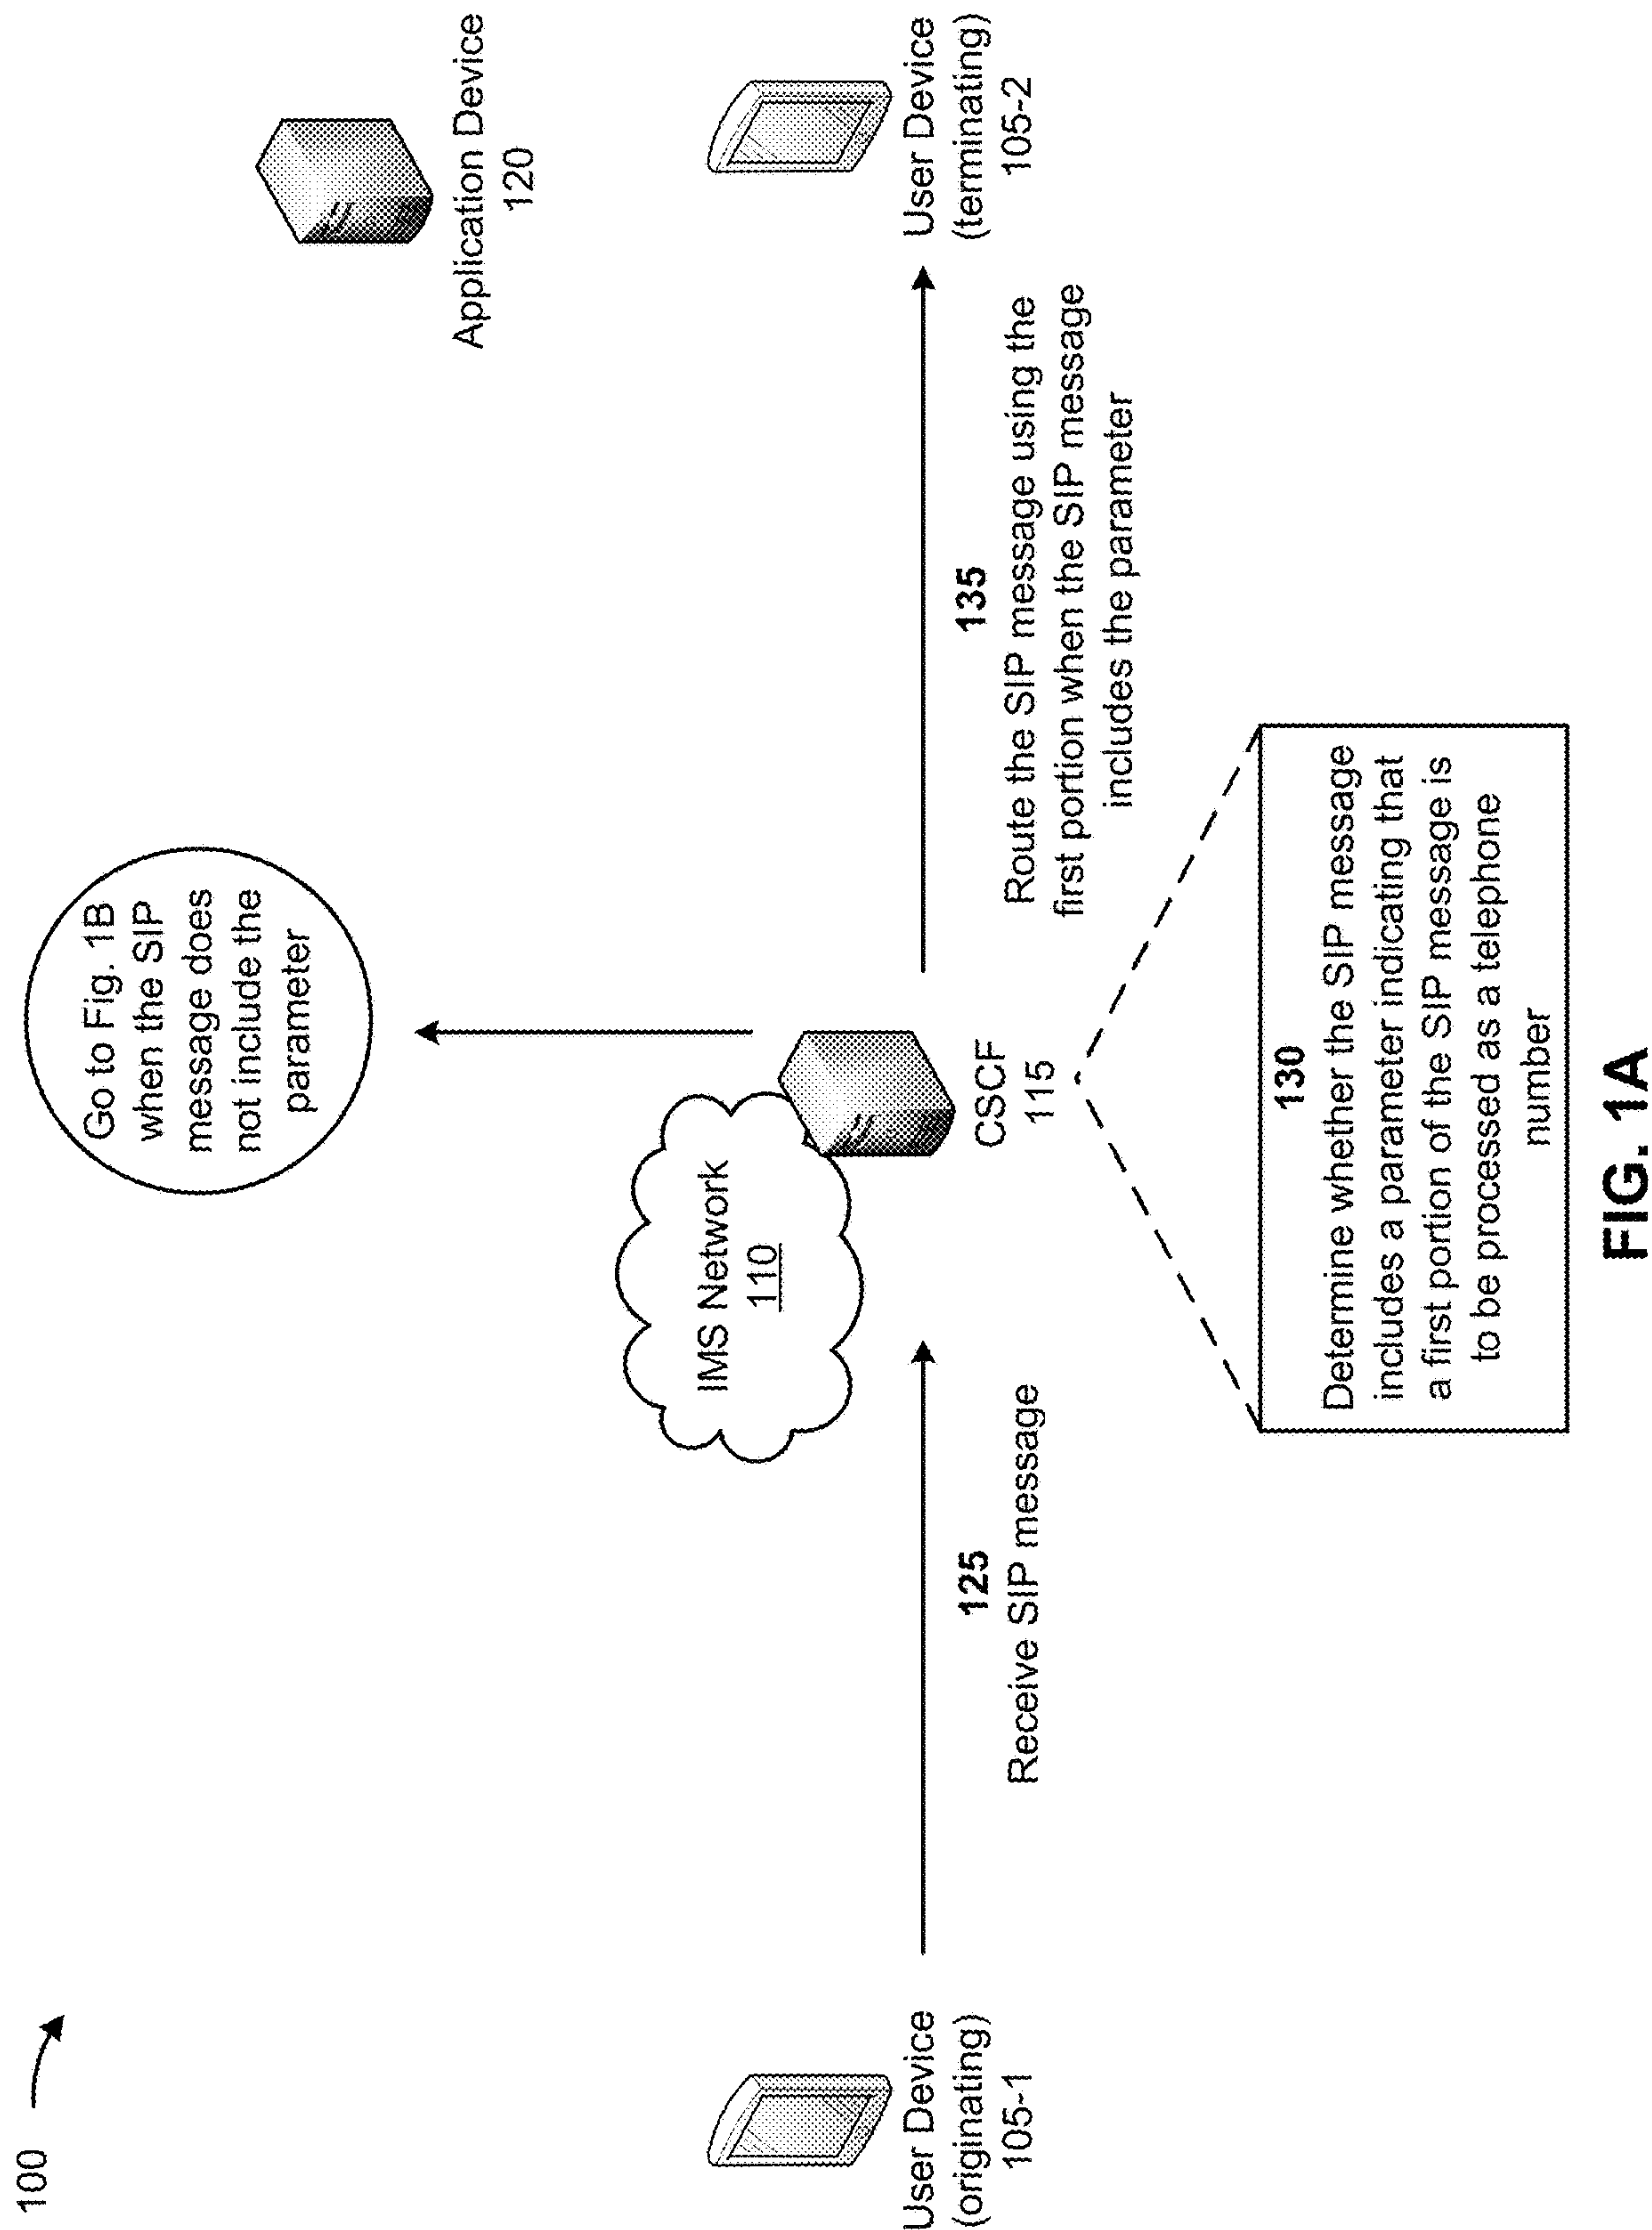 100
Go to Fig. 1B
when the SIP
message does
not include the
parameter
Application Device
120
IMS Network
110
CSCF
115
User Device
(originating)
105-1
125
Receive SIP message
135
Route the SIP message using the
first portion when the SIP message
includes the parameter
User Device
(terminating)
105-2
130
Determine whether the SIP message
includes a parameter indicating that
a first portion of the SIP message is
to be processed as a telephone
number
FIG. 1A